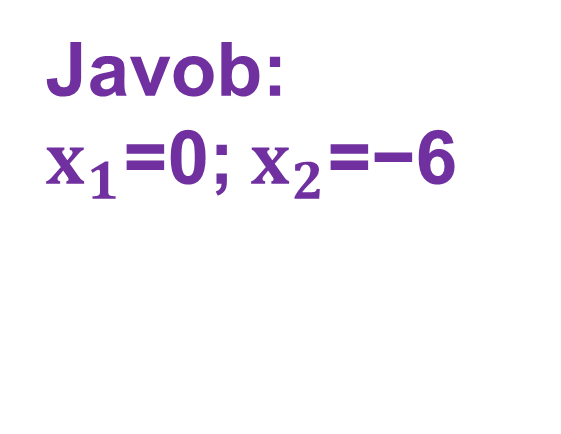 Javob:
x₁=0; x₂=−6